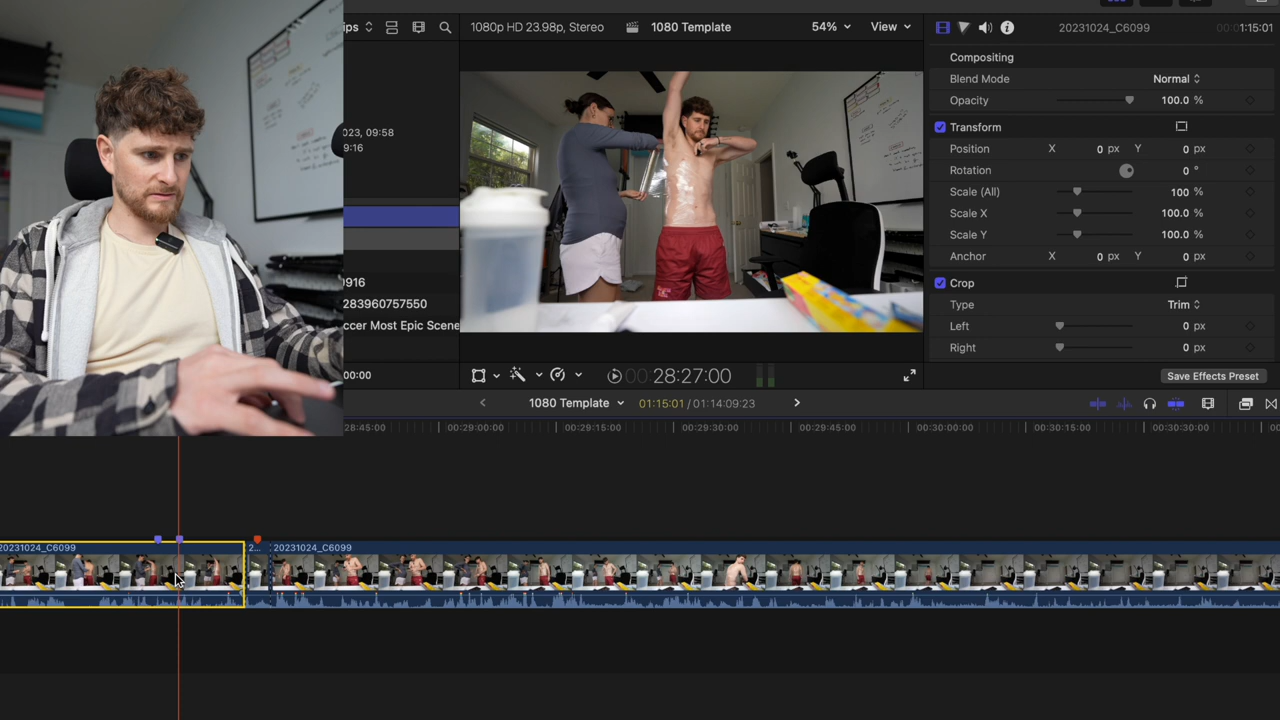 ips
1080p HD 23.98p, Stereo
1080 Template
54%
View
20231024_C6099
00:01:15:01
Compositing
Blend Mode
Normal
Opacity
100.0 %
Transform
Position
X
0 px
Y
0 px
Rotation
0 °
Scale (All)
100 %
Scale X
100.0 %
Scale Y
100.0 %
Anchor
X
0 px
Y
0 px
Crop
Type
Trim
Left
0 px
Right
0 px
Save Effects Preset
023, 09:58
9:16
0916
283960757550
ccer Most Epic Scene
00:00
00 28:27:00
1080 Template
01:15:01 / 01:14:09:23
28:45:00
00:29:00:00
00:29:15:00
00:29:30:00
00:29:45:00
00:30:00:00
00:30:15:00
00:30:30:00
20231024_C6099
2...
20231024_C6099